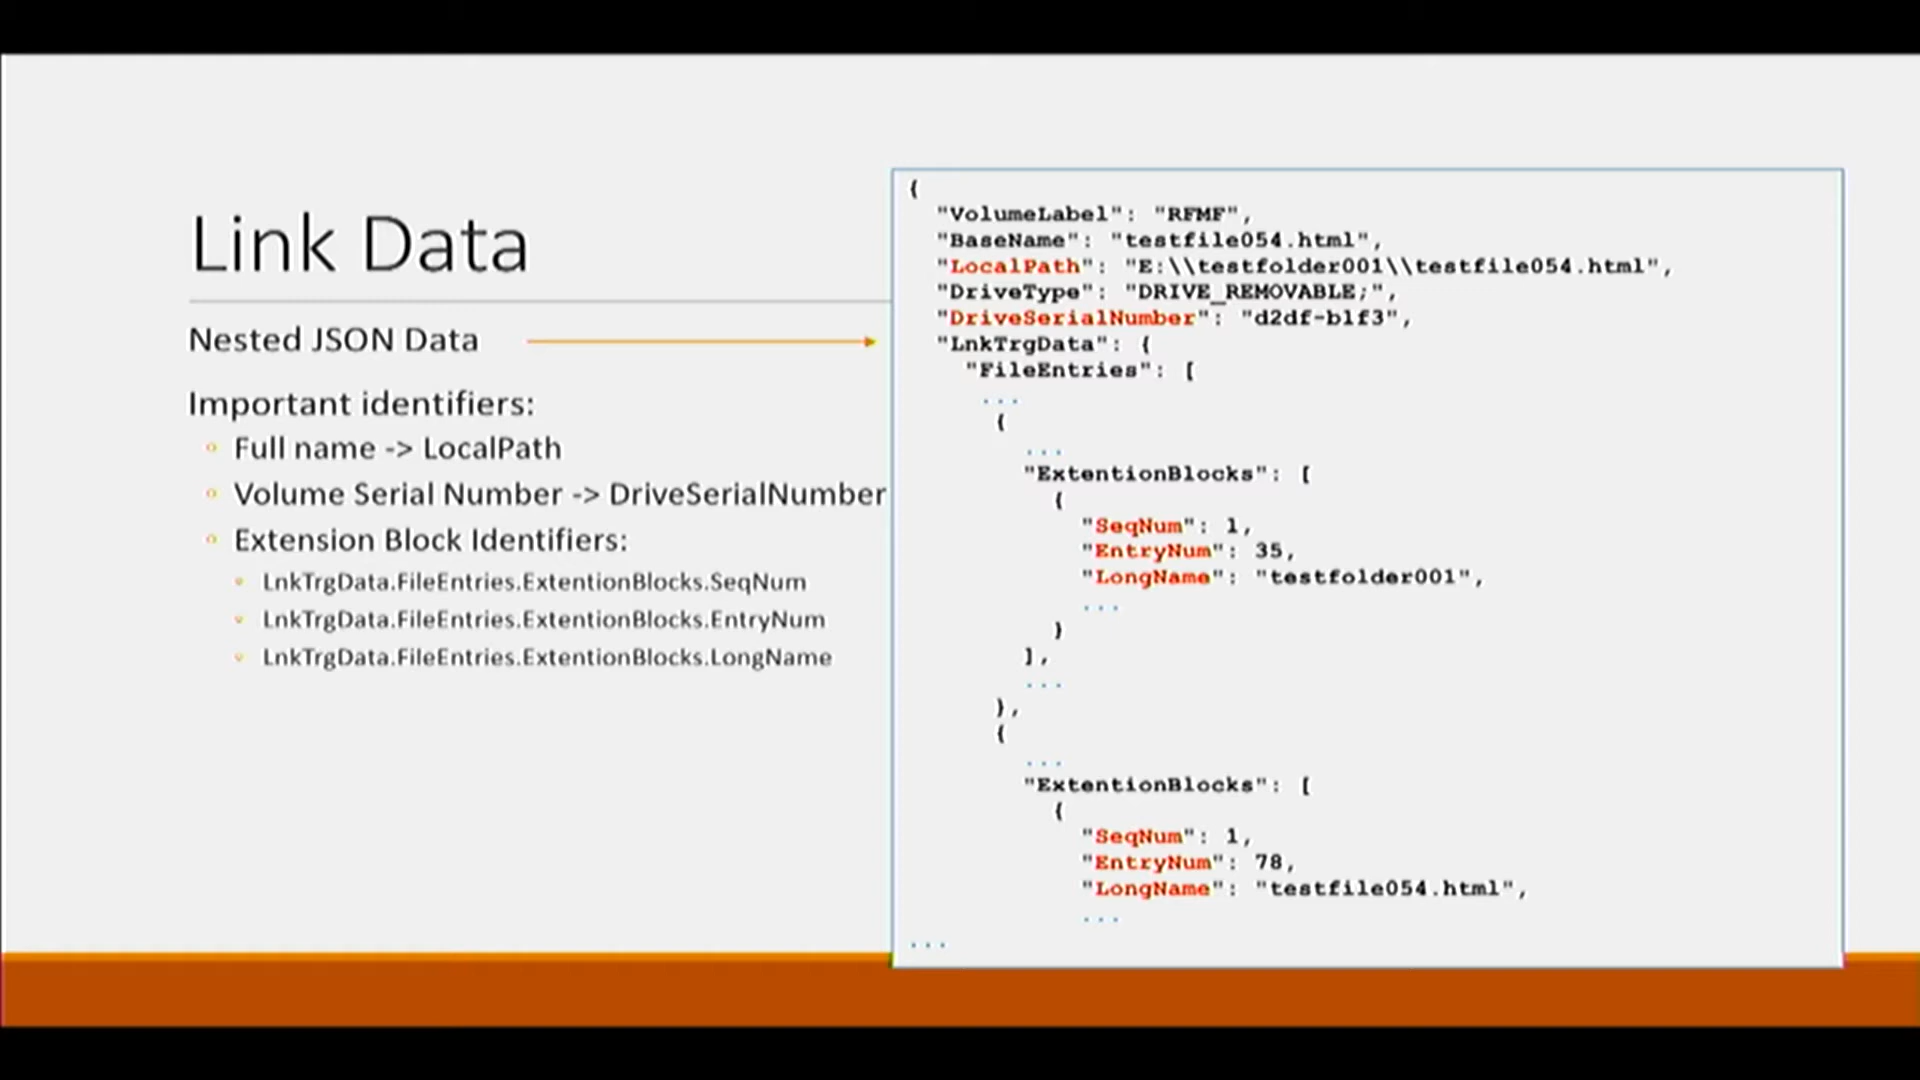 Link Data
Nested JSON Data
Important identifiers:
Full name -> LocalPath
Volume Serial Number -> DriveSerialNumber
Extension Block Identifiers:
LnkTrgData.FileEntries.ExtentionBlocks.SeqNum
LnkTrgData.FileEntries.ExtentionBlocks.EntryNum
LnkTrgData.FileEntries.ExtentionBlocks.LongName
{
"VolumeLabel": "RFMF",
"BaseName": "testfile054.html",
"LocalPath": "E:\\testfolder001\\testfile054.html",
"DriveType": "DRIVE_REMOVABLE;",
"DriveSerialNumber": "d2df-b1f3",
"LnkTrgData": {
"FileEntries": [
...
{
...
"ExtentionBlocks": [
{
"SeqNum": 1,
"EntryNum": 35,
"LongName": "testfolder001",
...
}
],
...
},
{
...
"ExtentionBlocks": [
{
"SeqNum": 1,
"EntryNum": 78,
"LongName": "testfile054.html",
...
...